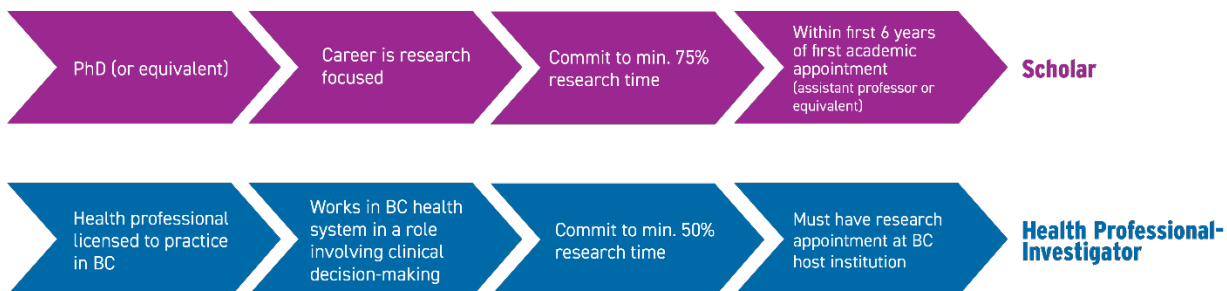 PhD (or equivalent)
Career is research
focused
Commit to min. 75%
research time
Within first 6 years
of first academic
appointment
(assistant professor or
equivalent)
Scholar
Health professional
licensed to practice
in BC
Works in BC health
system in a role
involving clinical
decision-making
Commit to min. 50%
research time
Must have research
appointment at BC
host institution
Health Professional-
Investigator